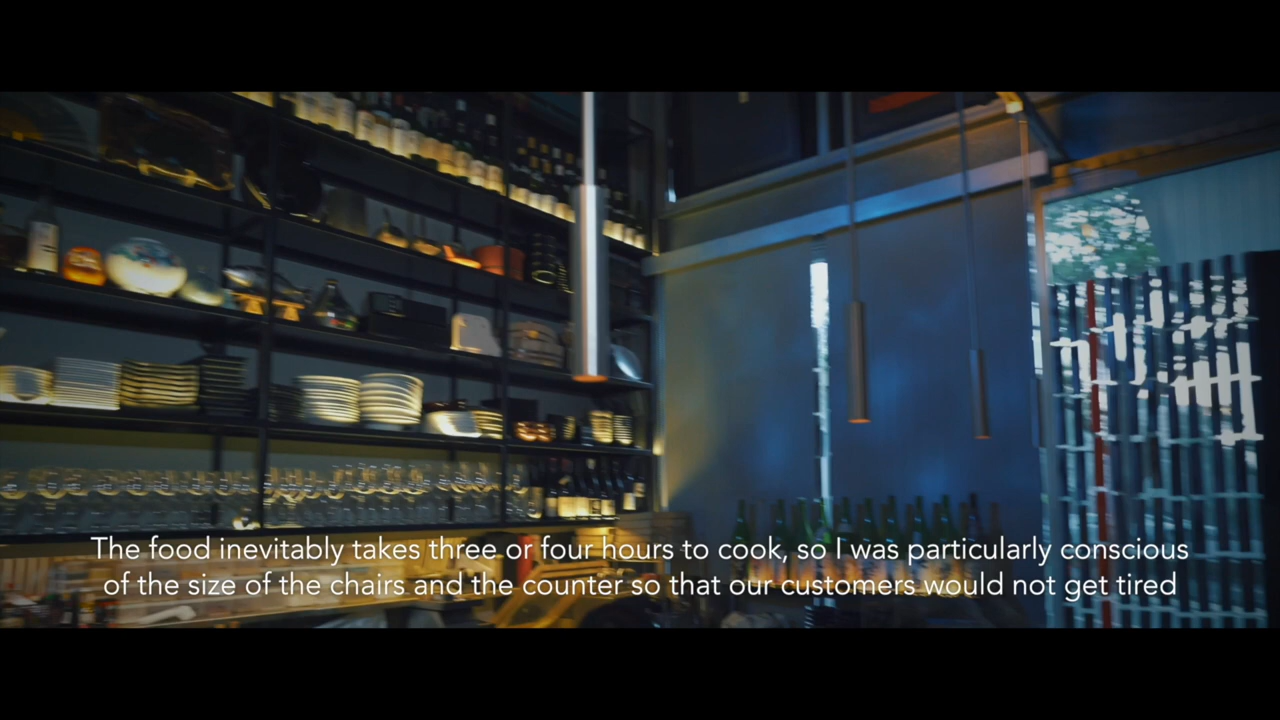 The food inevitably takes three or four hours to cook, so I was particularly conscious
of the size of the chairs and the counter so that our customers would not get tired